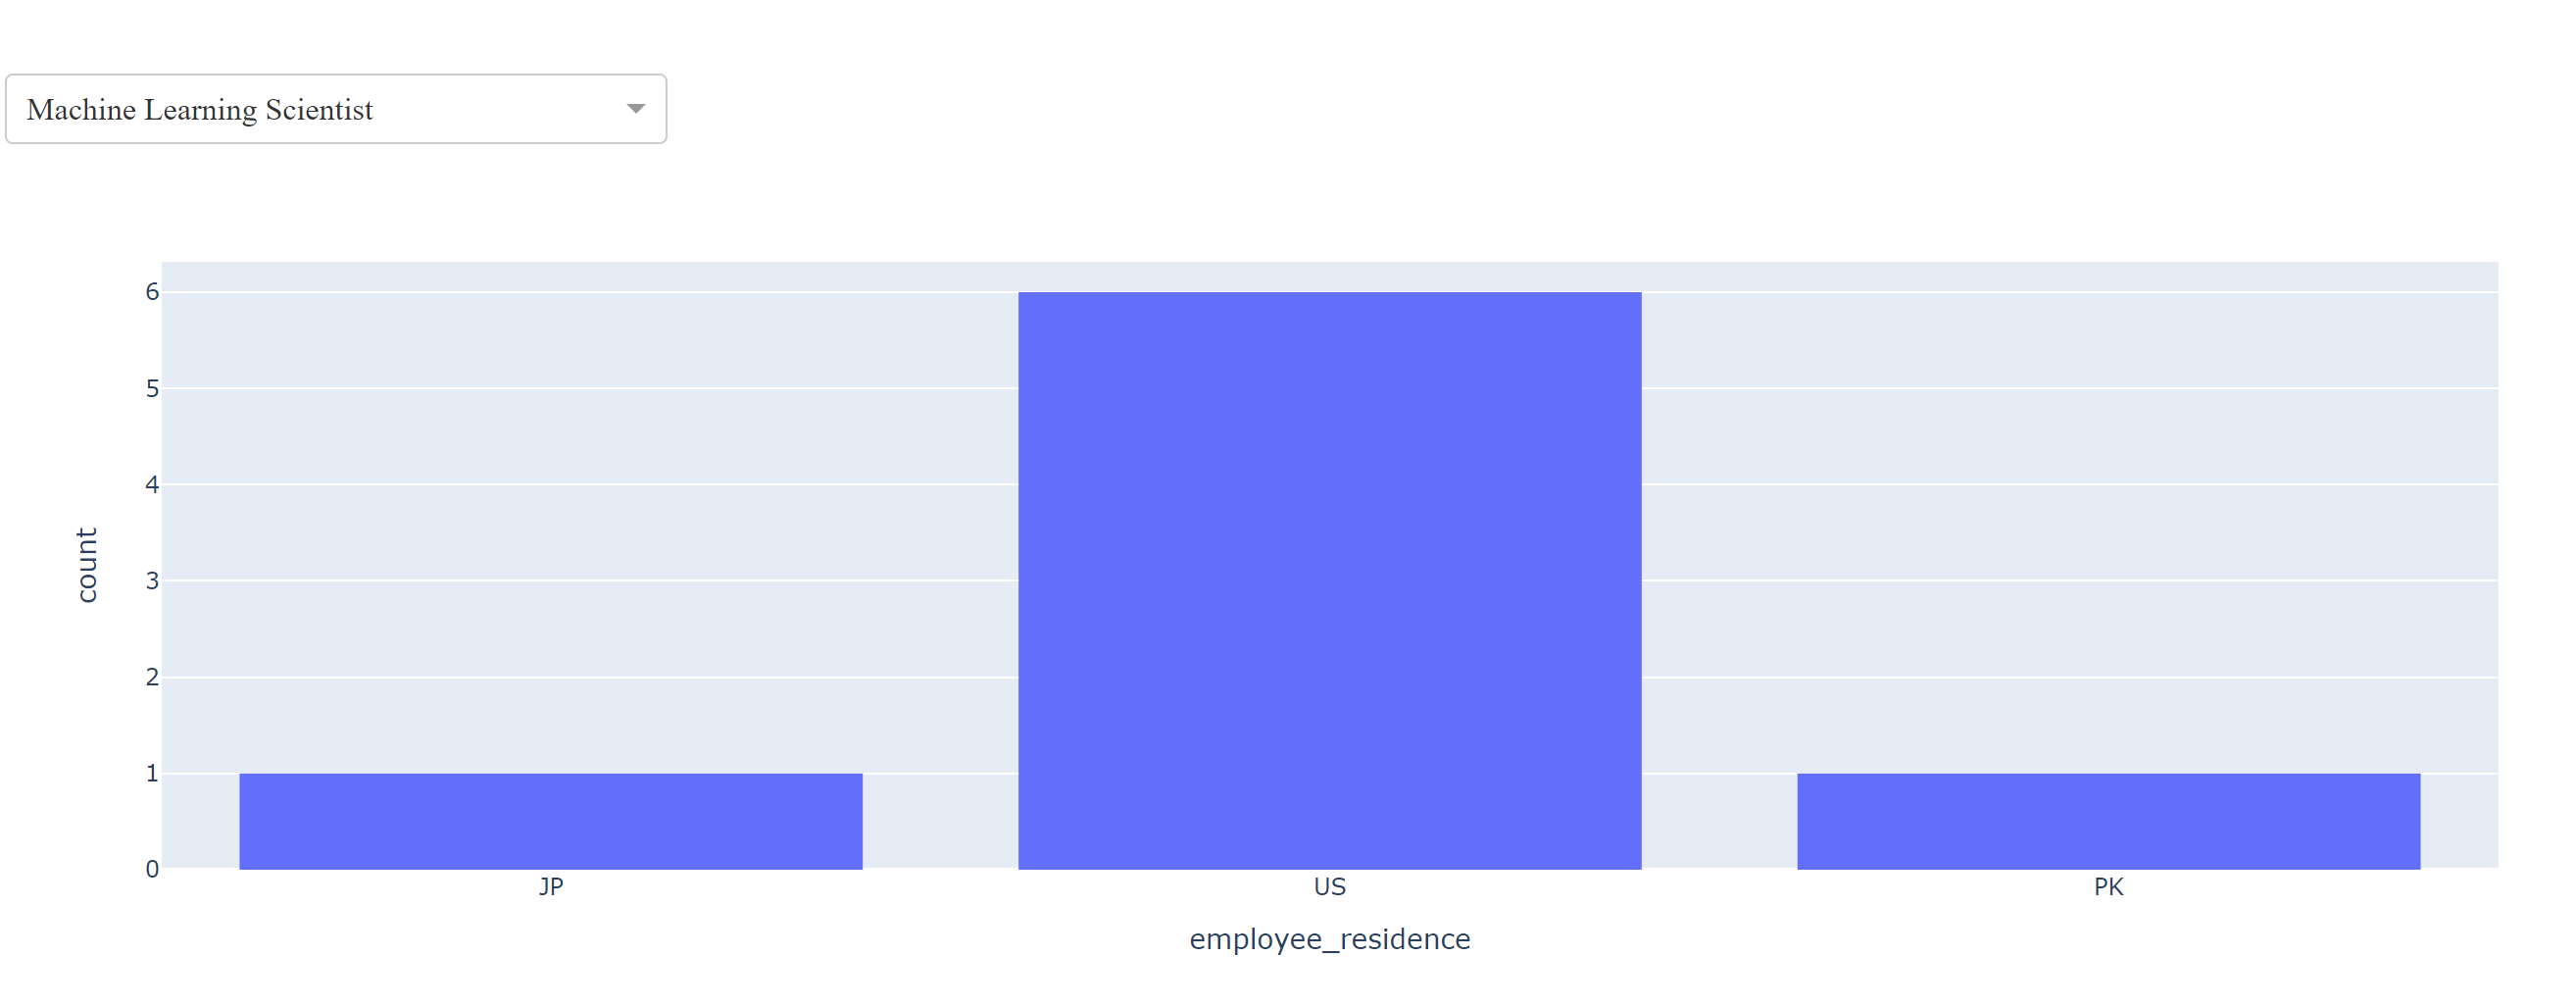 Machine Learning Scientist
6
5
4
3
2
1
0
count
JP
US
PK
employee_residence